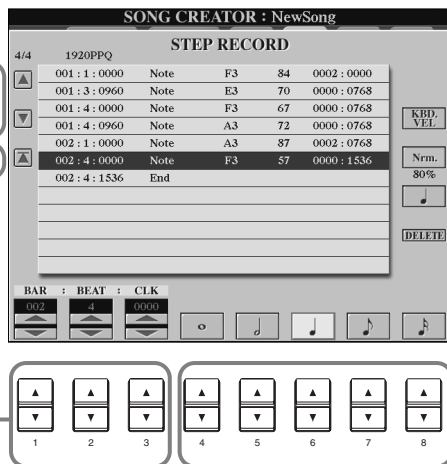 SONG CREATOR : NewSong
STEP RECORD
4/4 1920PPQ
001 : 1 : 0000 Note F3 84 0002 : 0000
001 : 3 : 0960 Note E3 70 0000 : 0768
001 : 4 : 0000 Note F3 67 0000 : 0768
001 : 4 : 0960 Note A3 72 0000 : 0768
002 : 1 : 0000 Note A3 87 0002 : 0768
002 : 4 : 0000 Note F3 57 0000 : 1536
002 : 4 : 1536 End
KBD. VEL
Nrm.
80%
DELETE
BAR : BEAT : CLK
002 4 0000
1 2 3 4 5 6 7 8